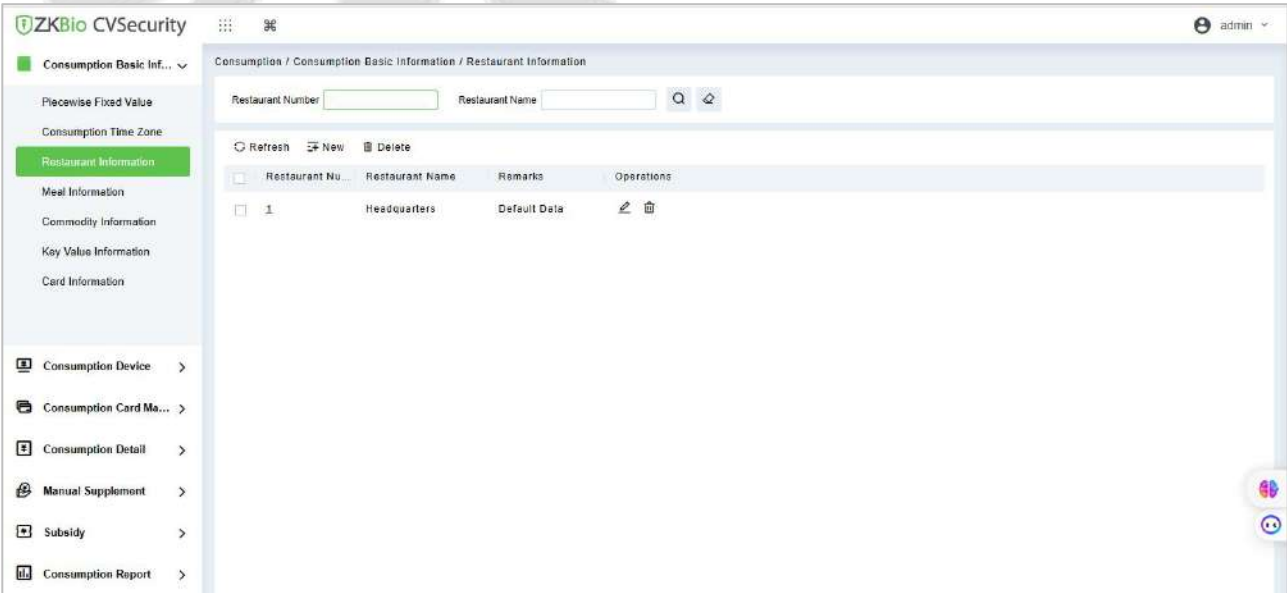 ZKBio CVSecurity
admin
Consumption Basic Inf...
Consumption / Consumption Basic Information / Restaurant Information
Piecewise Fixed Value
Restaurant Number
Restaurant Name
Consumption Time Zone
Refresh New Delete
Restaurant Information
Restaurant Nu... Restaurant Name Remarks Operations
Meal Information
1 Headquarters Default Data
Commodity Information
Key Value Information
Card Information
Consumption Device
Consumption Card Ma...
Consumption Detail
Manual Supplement
Subsidy
Consumption Report